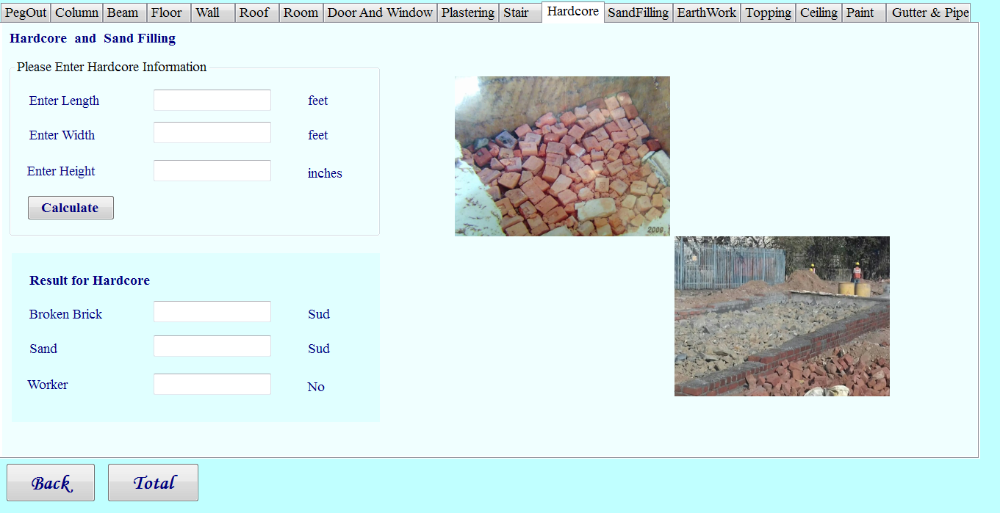 PegOut Column Beam Floor Wall Roof Room Door And Window Plastering Stair Hardcore SandFilling EarthWork Topping Ceiling Paint Gutter & Pipe
Hardcore and Sand Filling
Please Enter Hardcore Information
Enter Length feet
Enter Width feet
Enter Height inches
Calculate
2006.
Result for Hardcore
Broken Brick Sud
Sand Sud
Worker No
Back Total